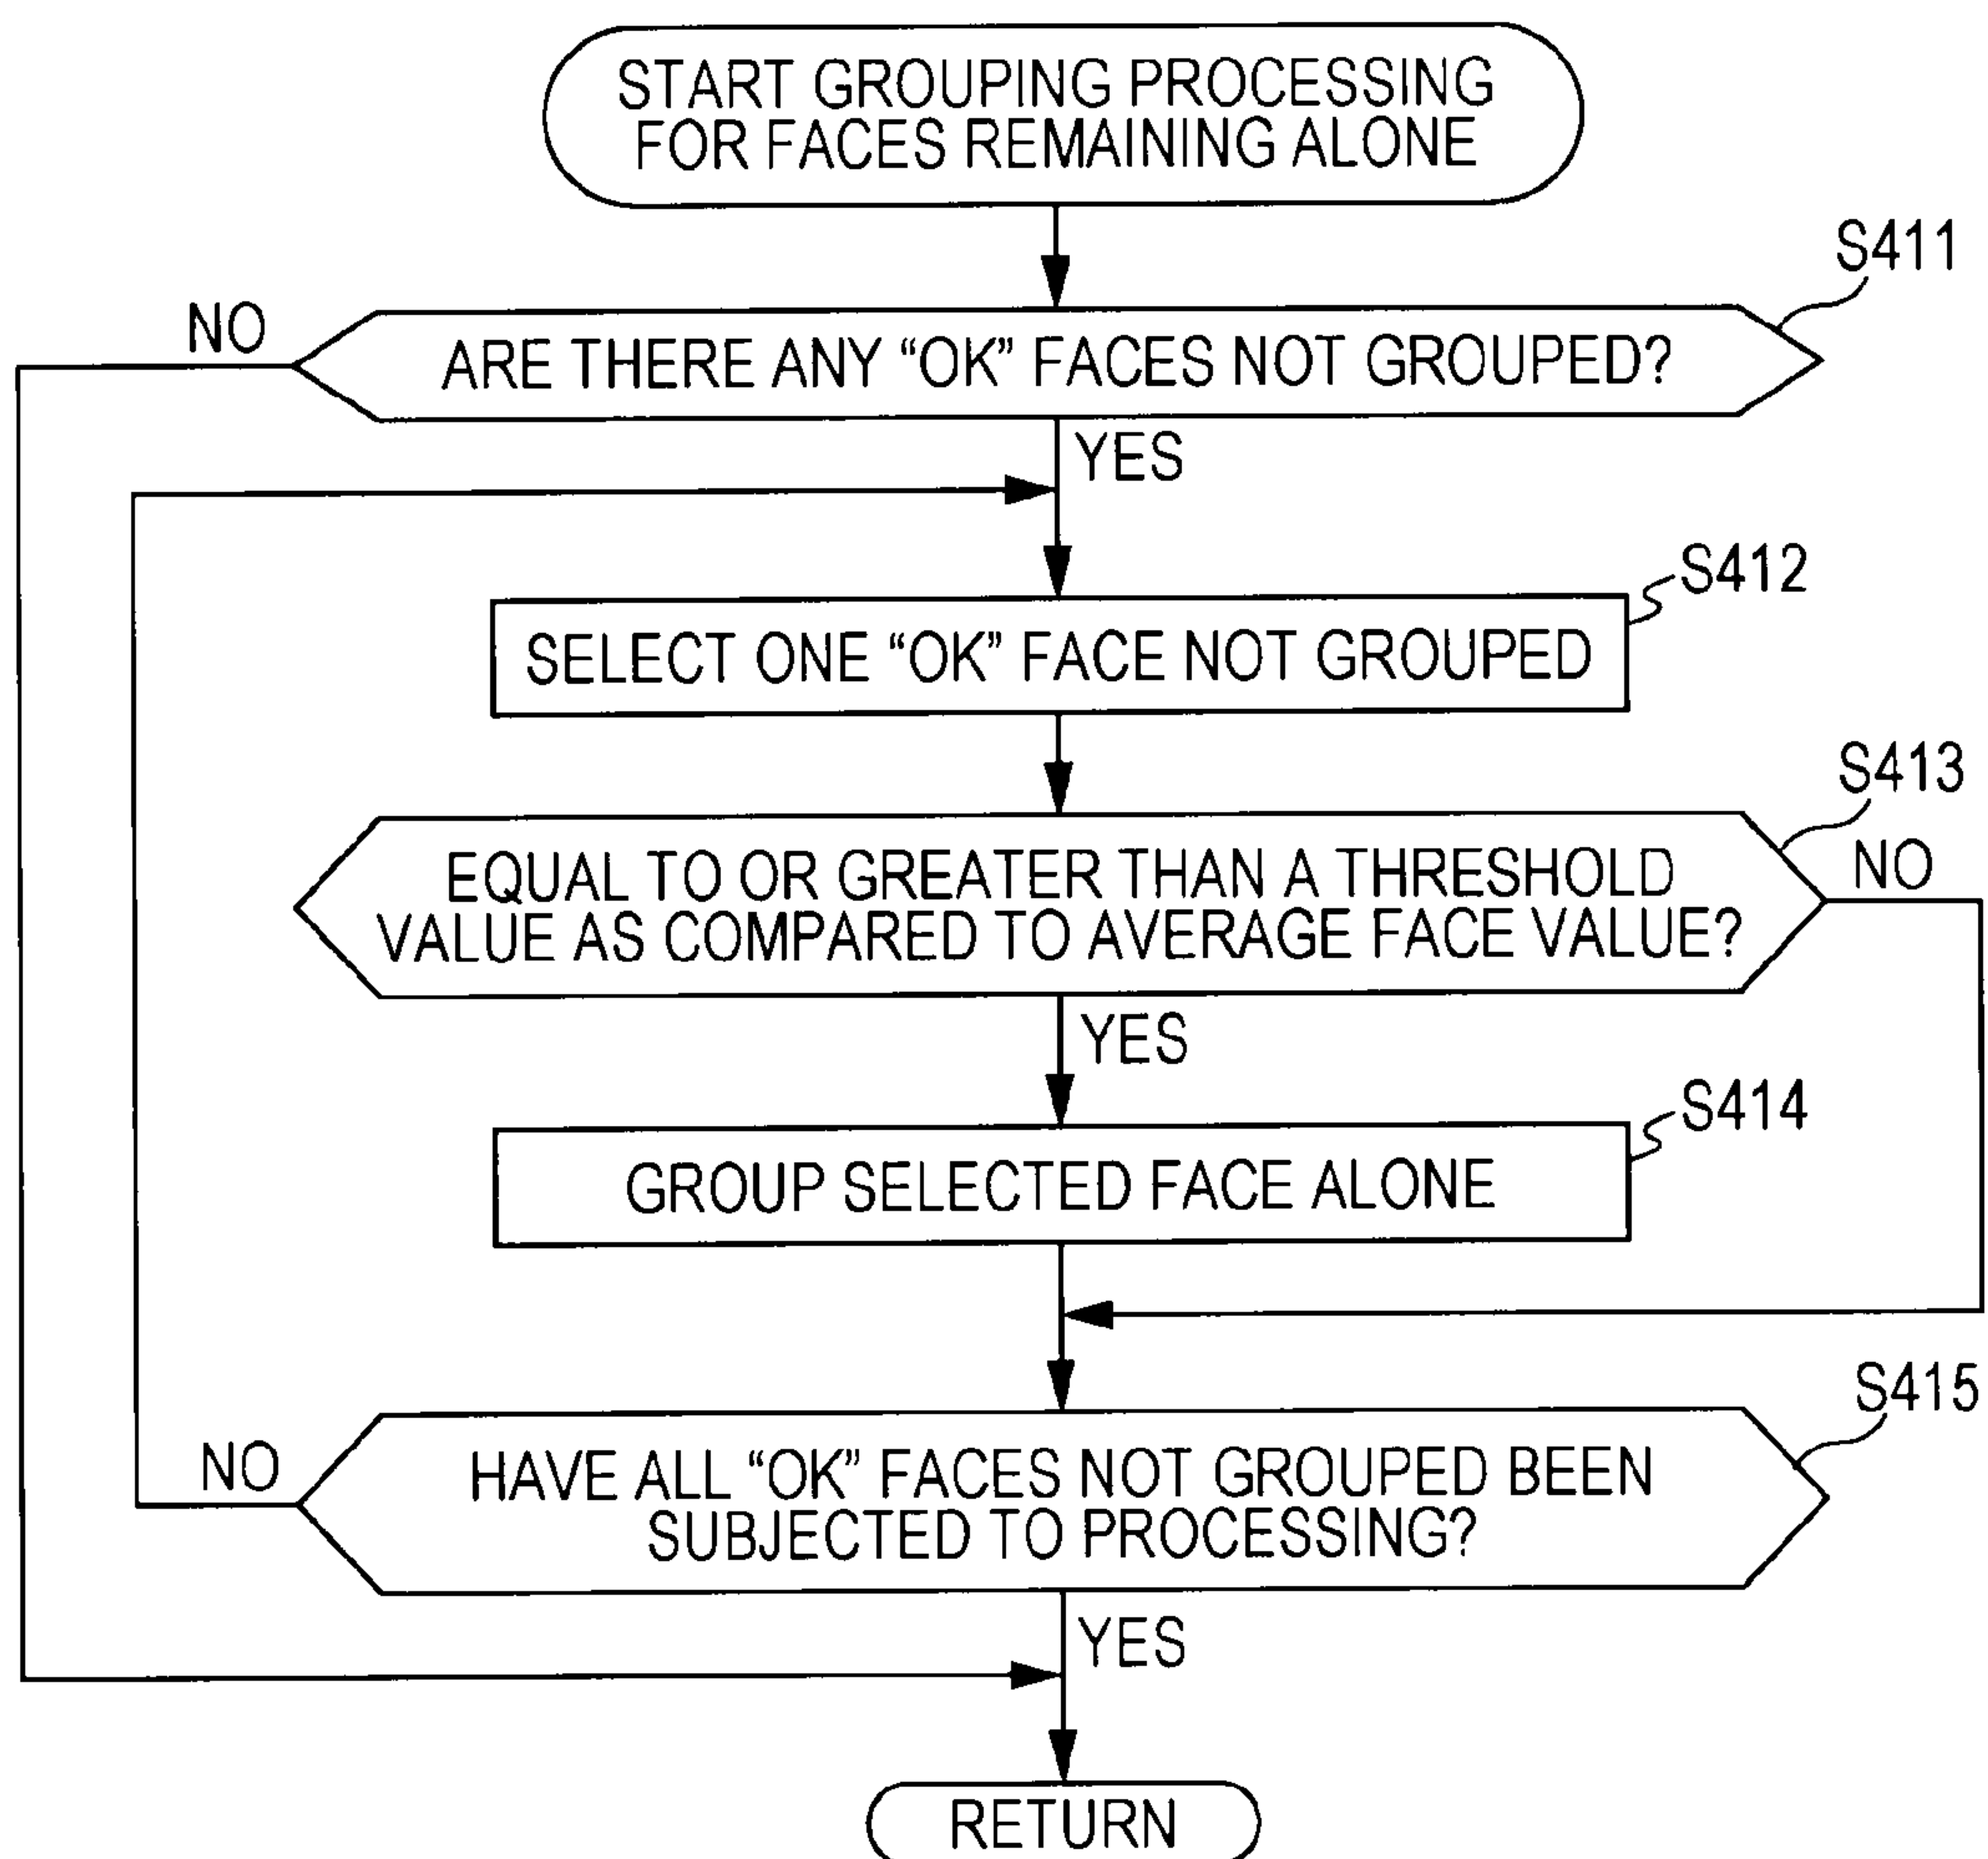 START GROUPING PROCESSING
FOR FACES REMAINING ALONE
S411
NO
ARE THERE ANY “OK” FACES NOT GROUPED?
YES
S412
SELECT ONE “OK” FACE NOT GROUPED
S413
EQUAL TO OR GREATER THAN A THRESHOLD
VALUE AS COMPARED TO AVERAGE FACE VALUE?
NO
YES
S414
GROUP SELECTED FACE ALONE
S415
NO
HAVE ALL “OK” FACES NOT GROUPED BEEN
SUBJECTED TO PROCESSING?
YES
RETURN